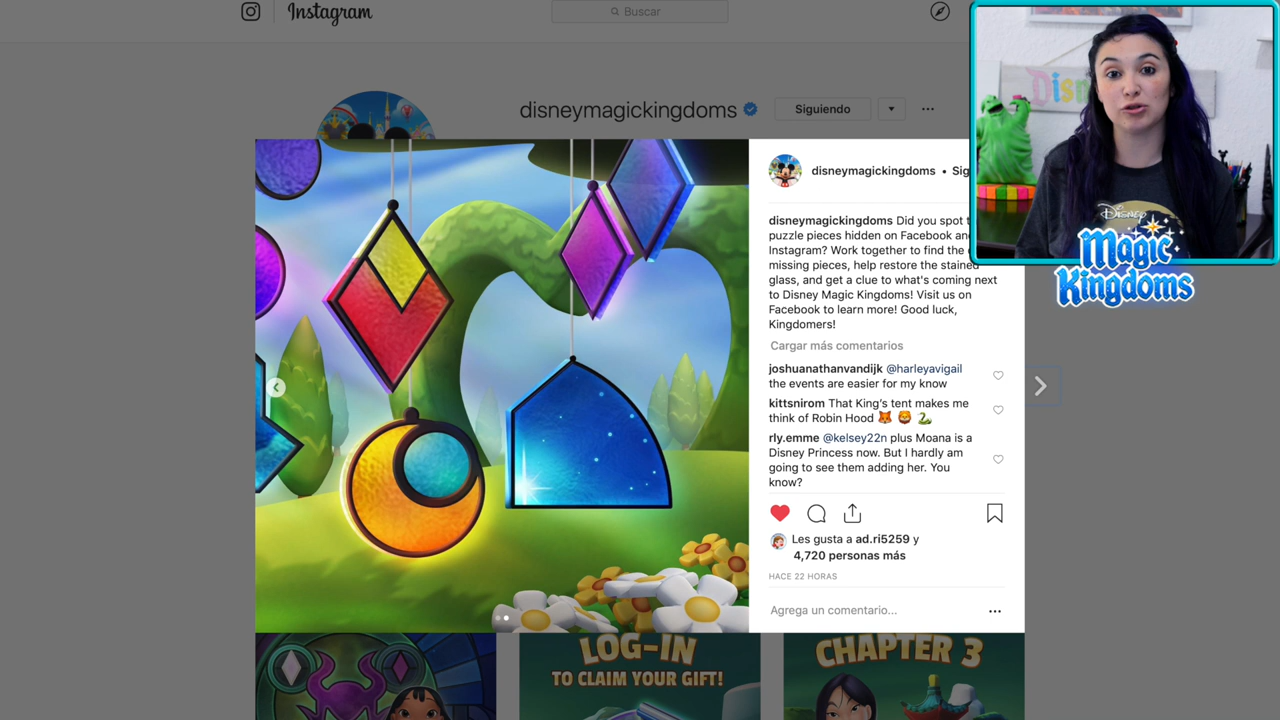 Instagram
Buscar
disneymagickingdoms
Siguiendo
disneymagickingdoms • Sig
disneymagickingdoms Did you spot t
puzzle pieces hidden on Facebook an
Instagram? Work together to find the
missing pieces, help restore the stained
glass, and get a clue to what's coming next
to Disney Magic Kingdoms! Visit us on
Facebook to learn more! Good luck,
Kingdomers!
Cargar más comentarios
joshuanathanvandijk @harleyavigail
the events are easier for my know
kittsnirom That King's tent makes me
think of Robin Hood 🦊 🦁 🐍
rly.emme @kelsey22n plus Moana is a
Disney Princess now. But I hardly am
going to see them adding her. You
know?
Les gusta a ad.ri5259 y
4,720 personas más
HACE 22 HORAS
Agrega un comentario...
LOG-IN
TO CLAIM YOUR GIFT!
CHAPTER 3
Disn
Disney
Magic
Kingdoms